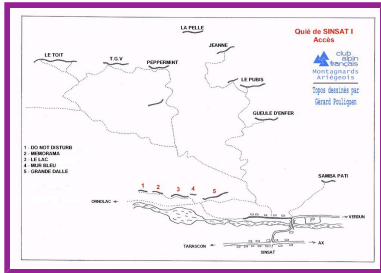 Quié de SINSAT I
Accès
club
alpin
français
Montagnards
Ariégeois
Topos dessinés par
Gérard Pouligpen
LA PELLE
JEANNE
LE TOIT
T.G.V
PEPPERMINT
LE PUBIS
GUEULE D'ENFER
SAMBA PATI
1 - DO NOT DISTURB
2 - MEMORAMA
3 - LE LAC
4 - MUR BLEU
5 - GRANDE DALLE
1
2
3
4
5
ORNOLAC
VERDUN
TARASCON
SINSAT
AX